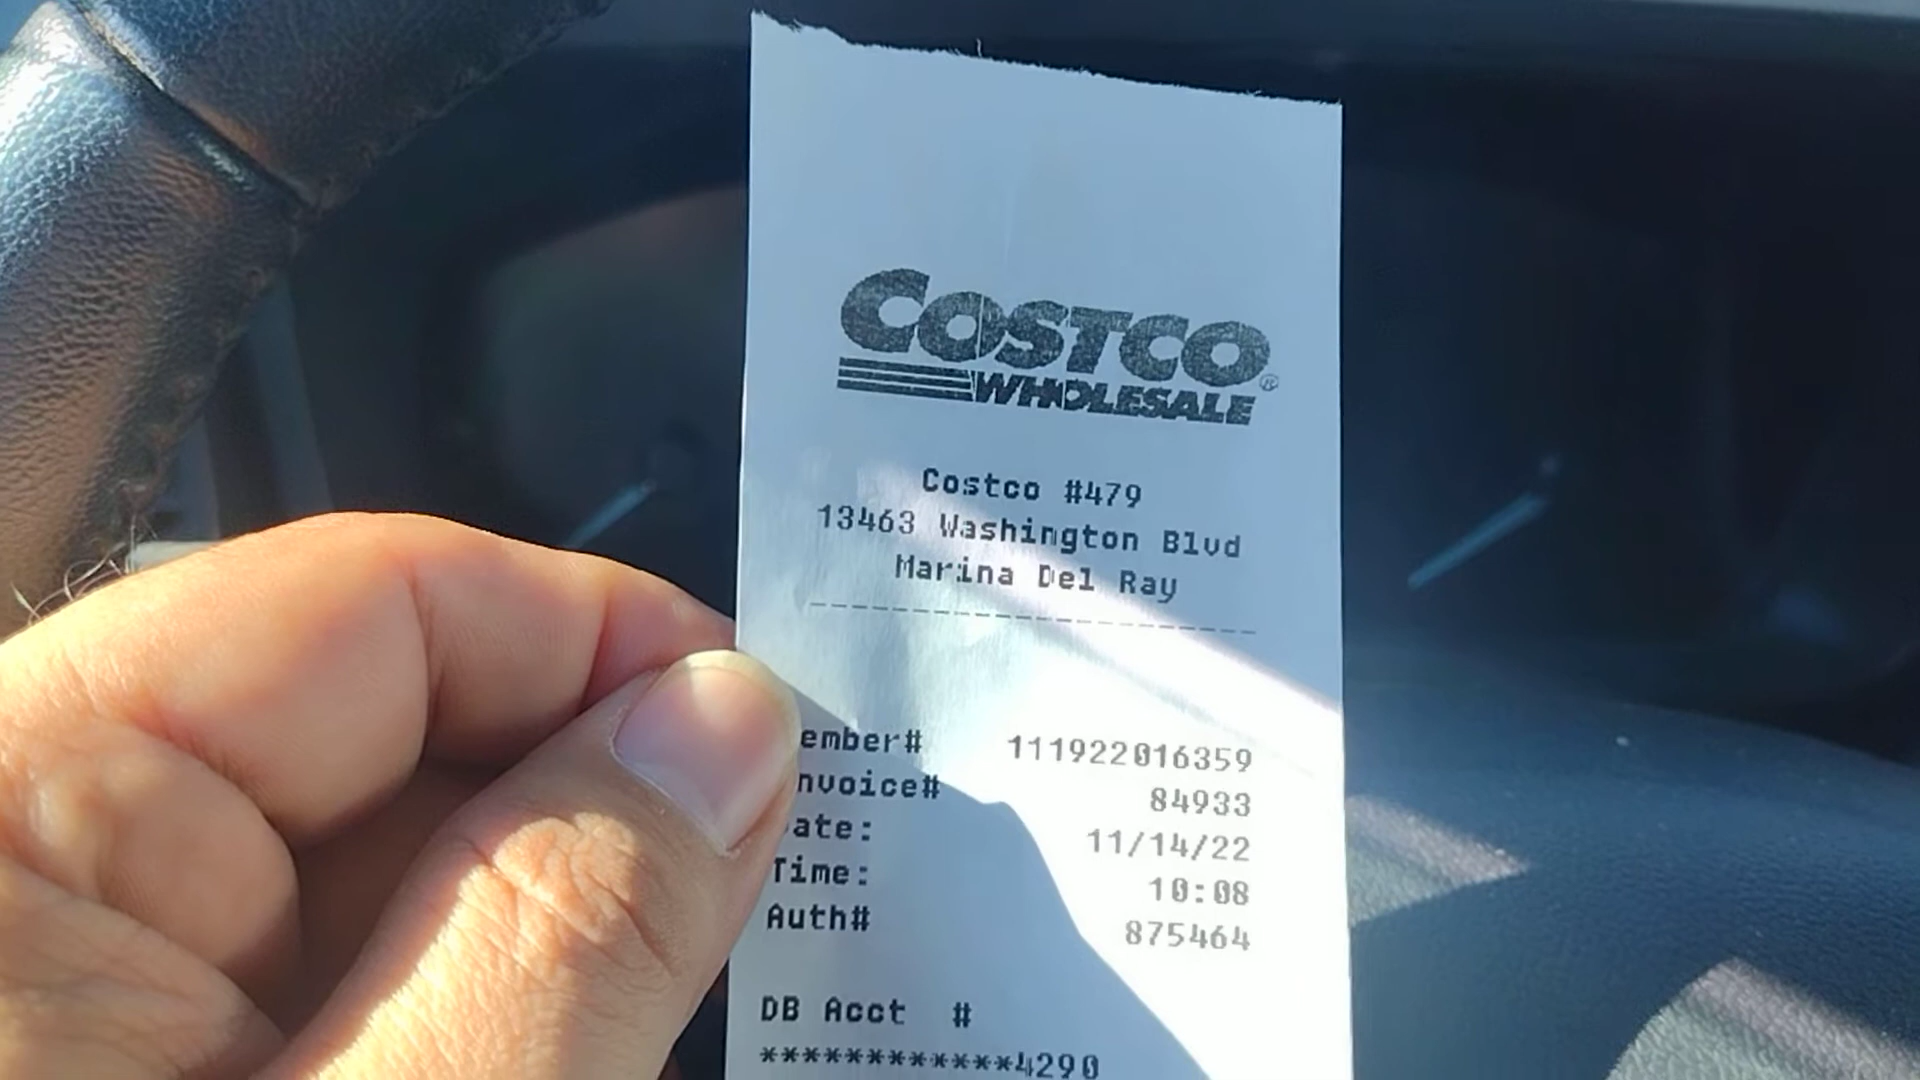 COSTCO®
WHOLESALE
Costco #479
13463 Washington Blvd
Marina Del Ray
ember# 111922016359
nvoice# 84933
ate: 11/14/22
Time: 10:08
Auth# 875464
DB Acct #
************4290